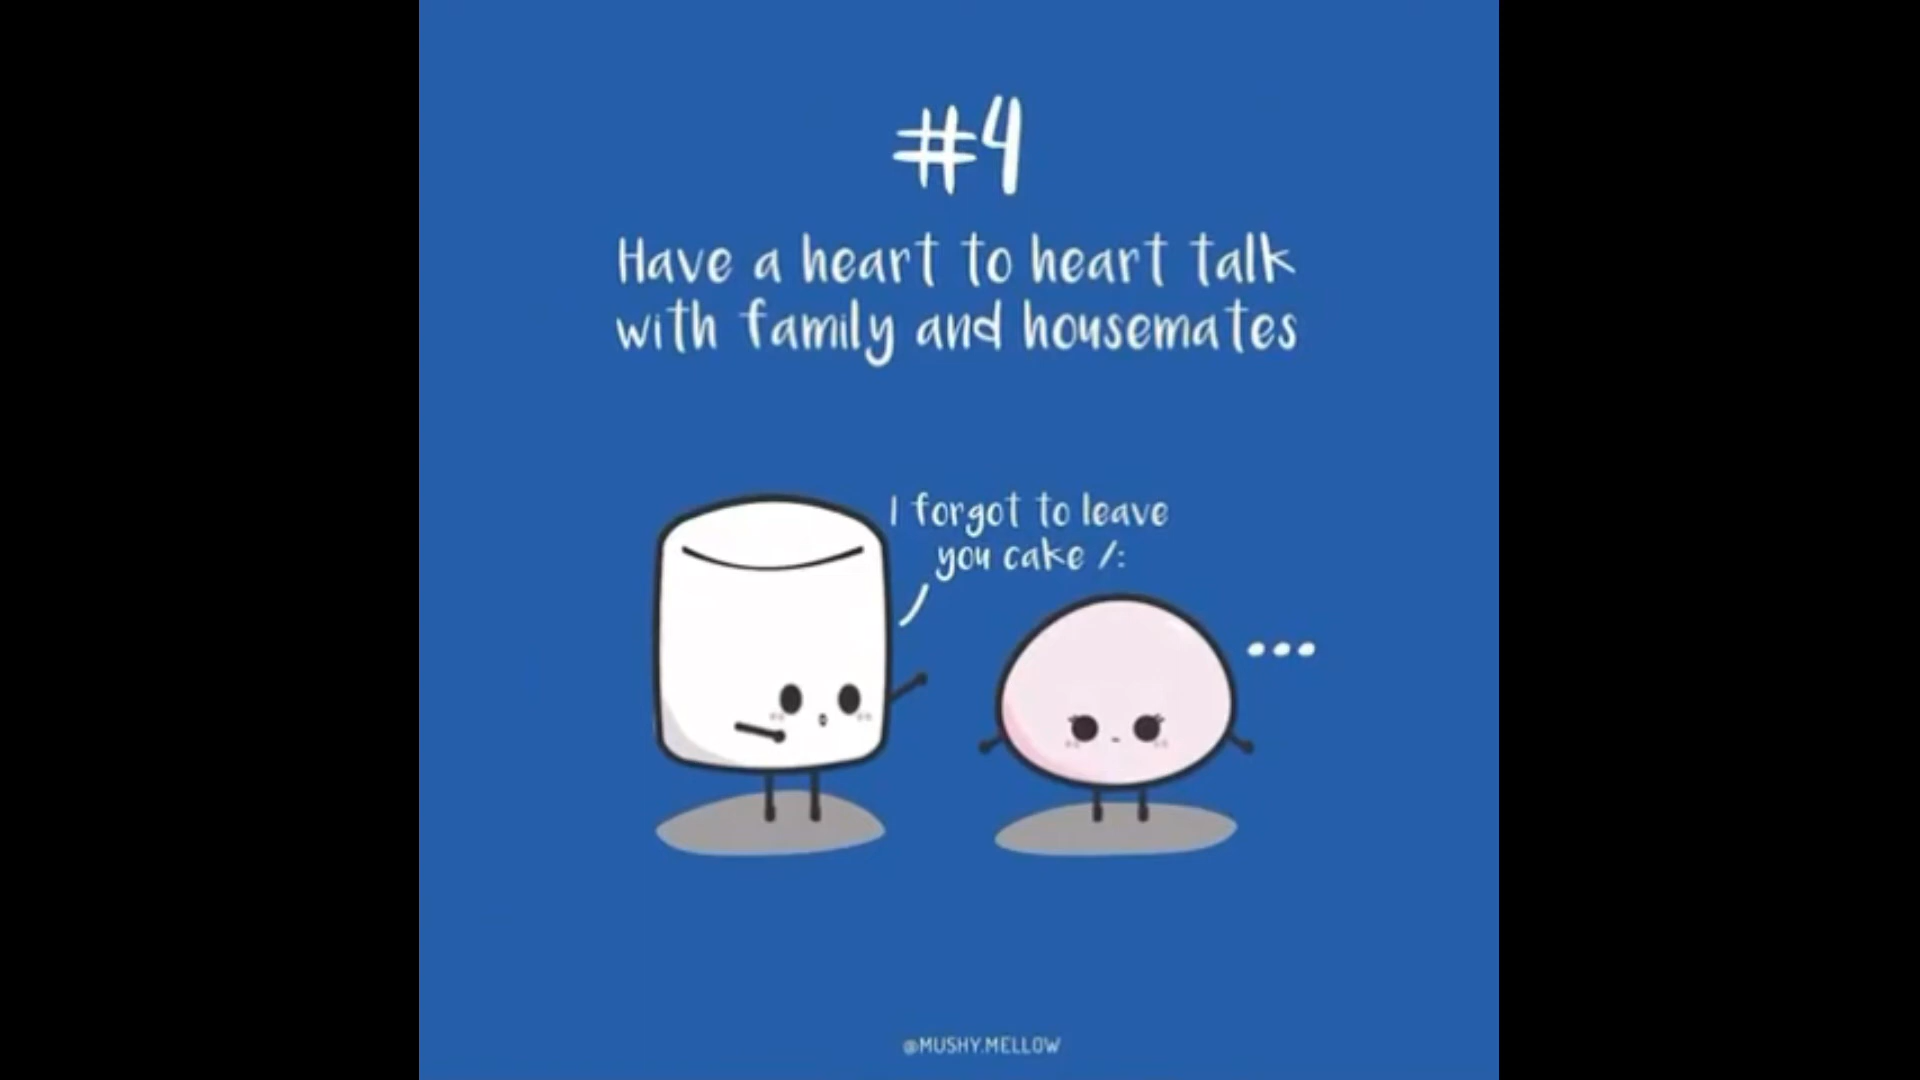 #4
Have a heart to heart talk
with family and housemates
I forgot to leave
you cake /:
...
@MUSHY.MELLOW